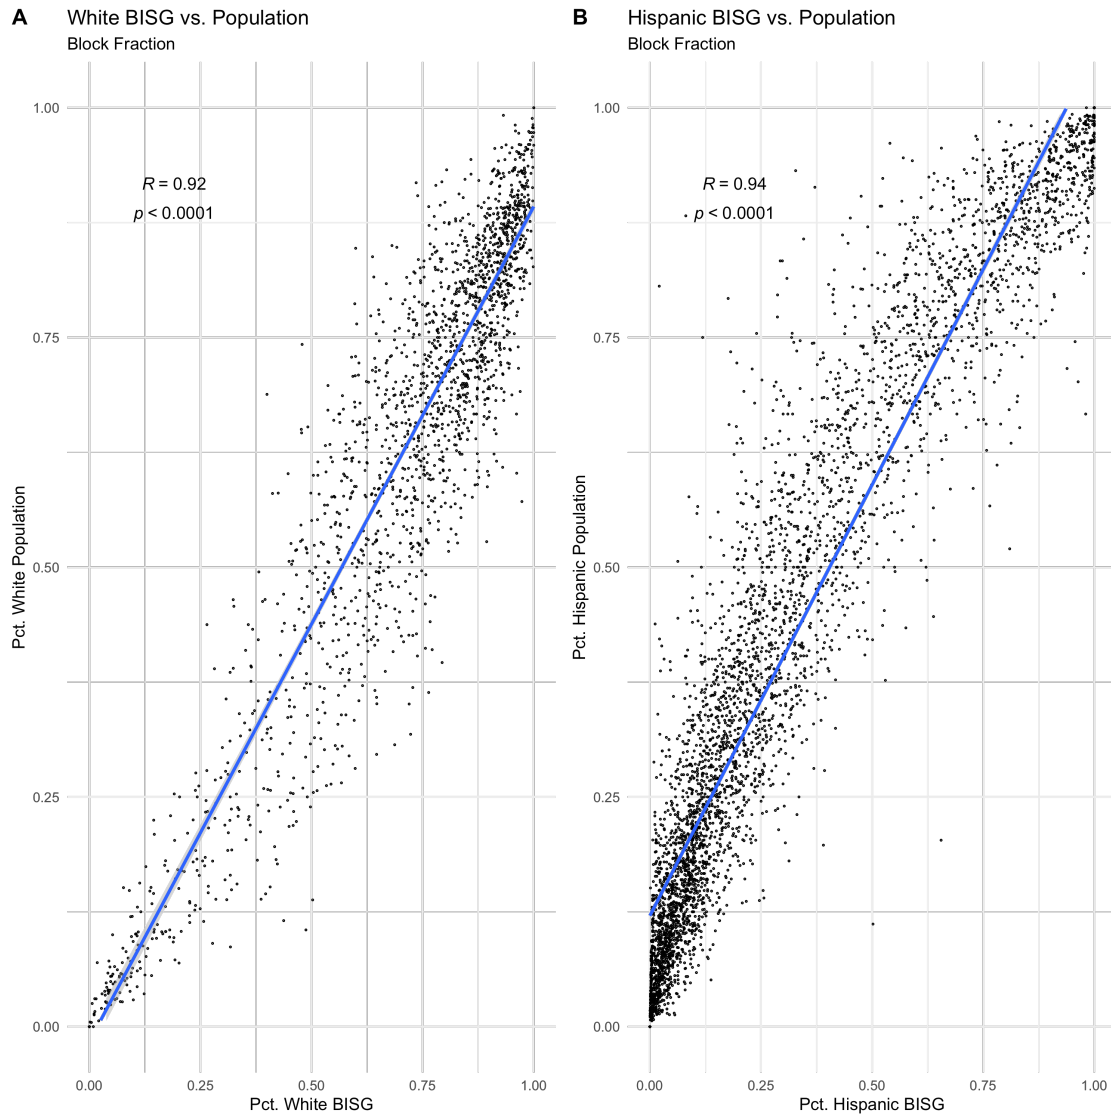 A
White BISG vs. Population
Block Fraction
R = 0.92
p < 0.0001
1.00
0.75
0.50
0.25
0.00
Pct. White Population
0.00 0.25 0.50 0.75 1.00
Pct. White BISG
B
Hispanic BISG vs. Population
Block Fraction
R = 0.94
p < 0.0001
1.00
0.75
0.50
0.25
0.00
Pct. Hispanic Population
0.00 0.25 0.50 0.75 1.00
Pct. Hispanic BISG